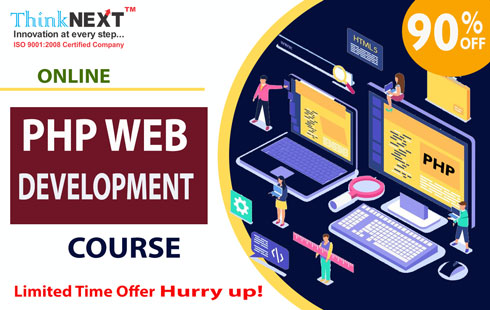 ThinkNEXT™
Innovation at every step...
ISO 9001:2008 Certified Company
90%
OFF
ONLINE
PHP WEB
DEVELOPMENT
COURSE
Limited Time Offer Hurry up!
HTML5
PHP